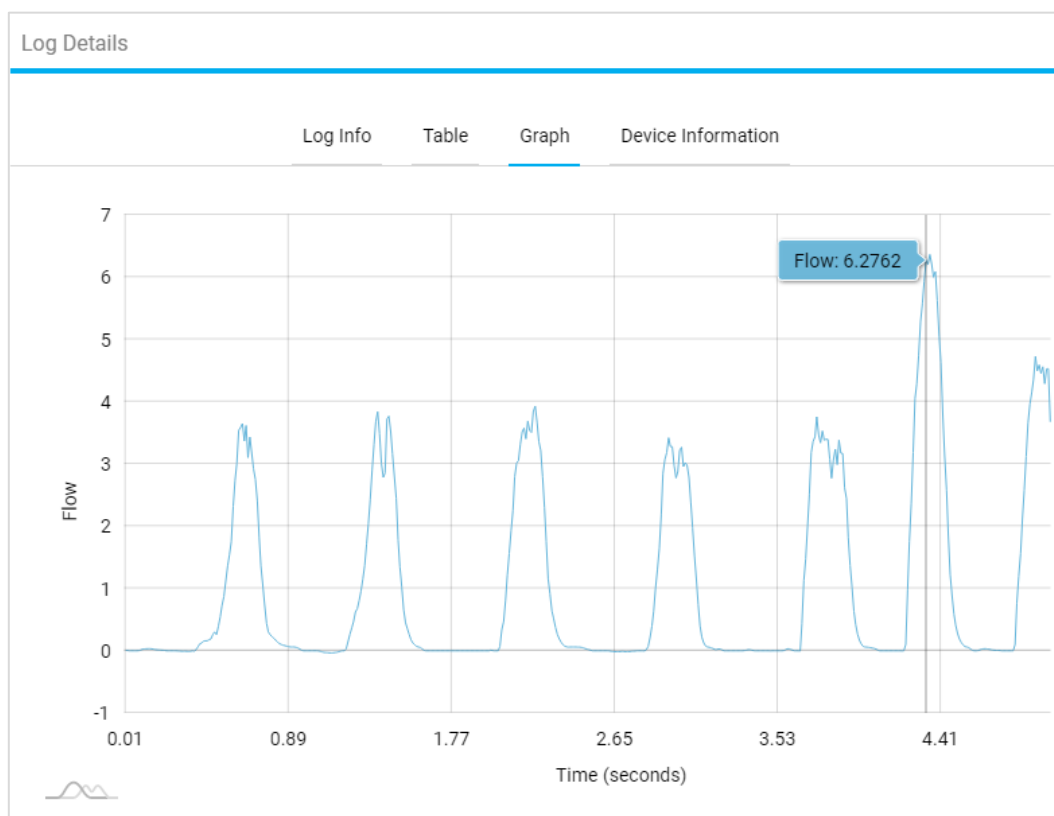 Log Details
Log Info Table Graph Device Information
7
Flow: 6.2762
6
5
4
3
2
1
0
-1
Flow
0.01 0.89 1.77 2.65 3.53 4.41
Time (seconds)